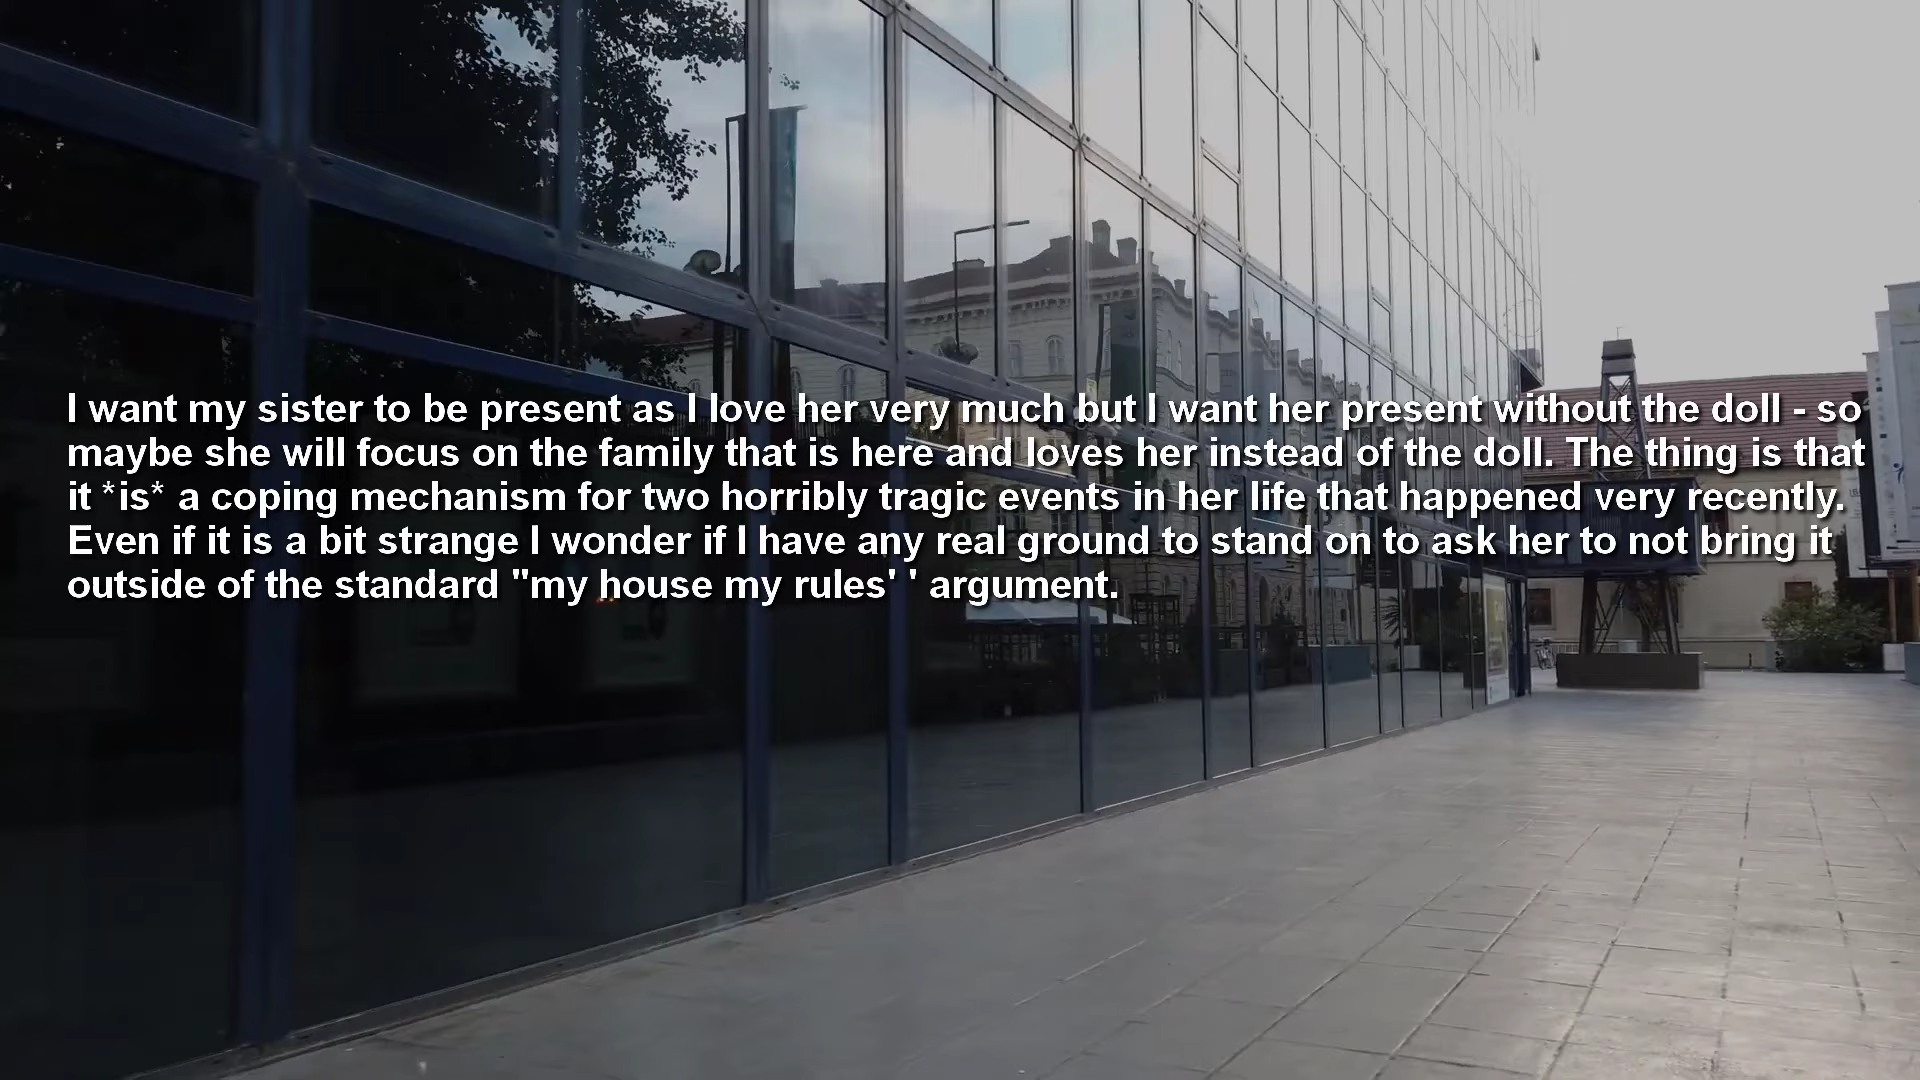 I want my sister to be present as I love her very much but I want her present without the doll - so
maybe she will focus on the family that is here and loves her instead of the doll. The thing is that
it *is* a coping mechanism for two horribly tragic events in her life that happened very recently.
Even if it is a bit strange I wonder if I have any real ground to stand on to ask her to not bring it
outside of the standard "my house my rules' ' argument.